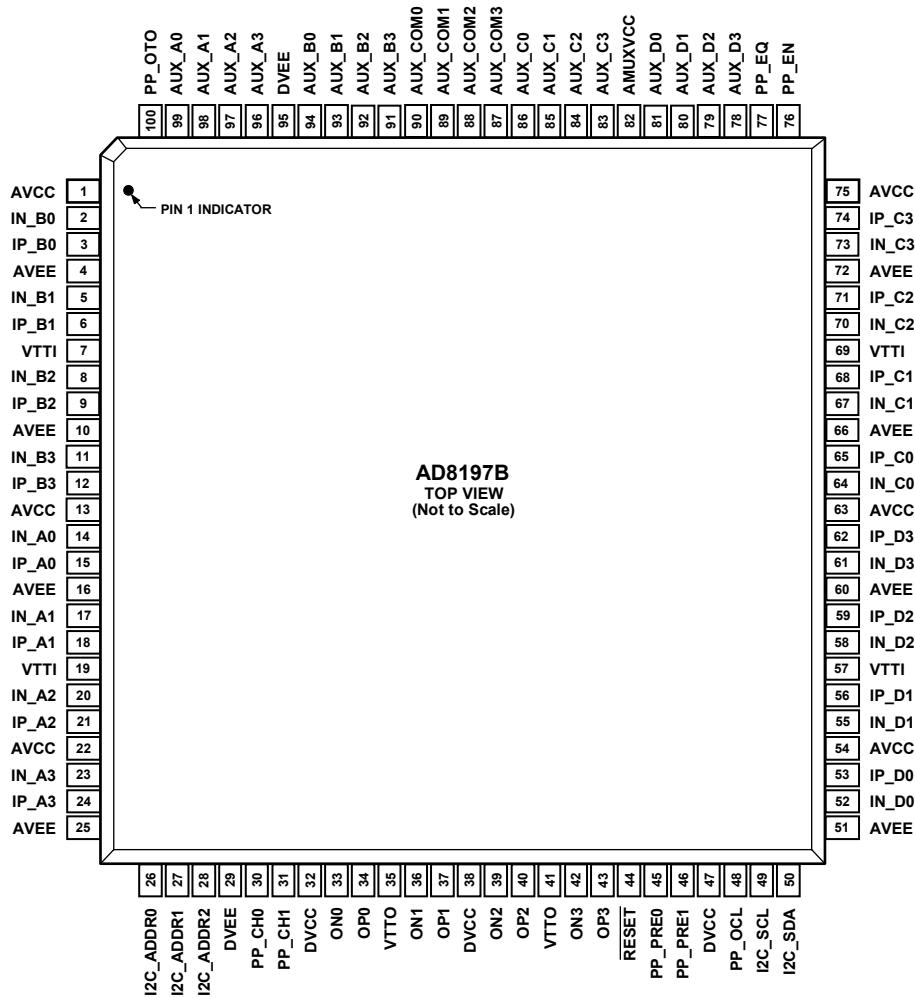 PP_OTO
AUX_A0
AUX_A1
AUX_A2
AUX_A3
DVEE
AUX_B0
AUX_B1
AUX_B2
AUX_B3
AUX_COM0
AUX_COM1
AUX_COM2
AUX_COM3
AUX_C0
AUX_C1
AUX_C2
AUX_C3
AMUXVCC
AUX_D0
AUX_D1
AUX_D2
AUX_D3
PP_EQ
PP_EN
100
99
98
97
96
95
94
93
92
91
90
89
88
87
86
85
84
83
82
81
80
79
78
77
76
AVCC 1
IN_B0 2
IP_B0 3
AVEE 4
IN_B1 5
IP_B1 6
VTTI 7
IN_B2 8
IP_B2 9
AVEE 10
IN_B3 11
IP_B3 12
AVCC 13
IN_A0 14
IP_A0 15
AVEE 16
IN_A1 17
IP_A1 18
VTTI 19
IN_A2 20
IP_A2 21
AVCC 22
IN_A3 23
IP_A3 24
AVEE 25
PIN 1 INDICATOR
AD8197B
TOP VIEW
(Not to Scale)
75 AVCC
74 IP_C3
73 IN_C3
72 AVEE
71 IP_C2
70 IN_C2
69 VTTI
68 IP_C1
67 IN_C1
66 AVEE
65 IP_C0
64 IN_C0
63 AVCC
62 IP_D3
61 IN_D3
60 AVEE
59 IP_D2
58 IN_D2
57 VTTI
56 IP_D1
55 IN_D1
54 AVCC
53 IP_D0
52 IN_D0
51 AVEE
26
27
28
29
30
31
32
33
34
35
36
37
38
39
40
41
42
43
44
45
46
47
48
49
50
I2C_ADDR0
I2C_ADDR1
I2C_ADDR2
DVEE
PP_CH0
PP_CH1
DVCC
ON0
OP0
VTTO
ON1
OP1
DVCC
ON2
OP2
VTTO
ON3
OP3
RESET
PP_PRE0
PP_PRE1
DVCC
PP_OCL
I2C_SCL
I2C_SDA